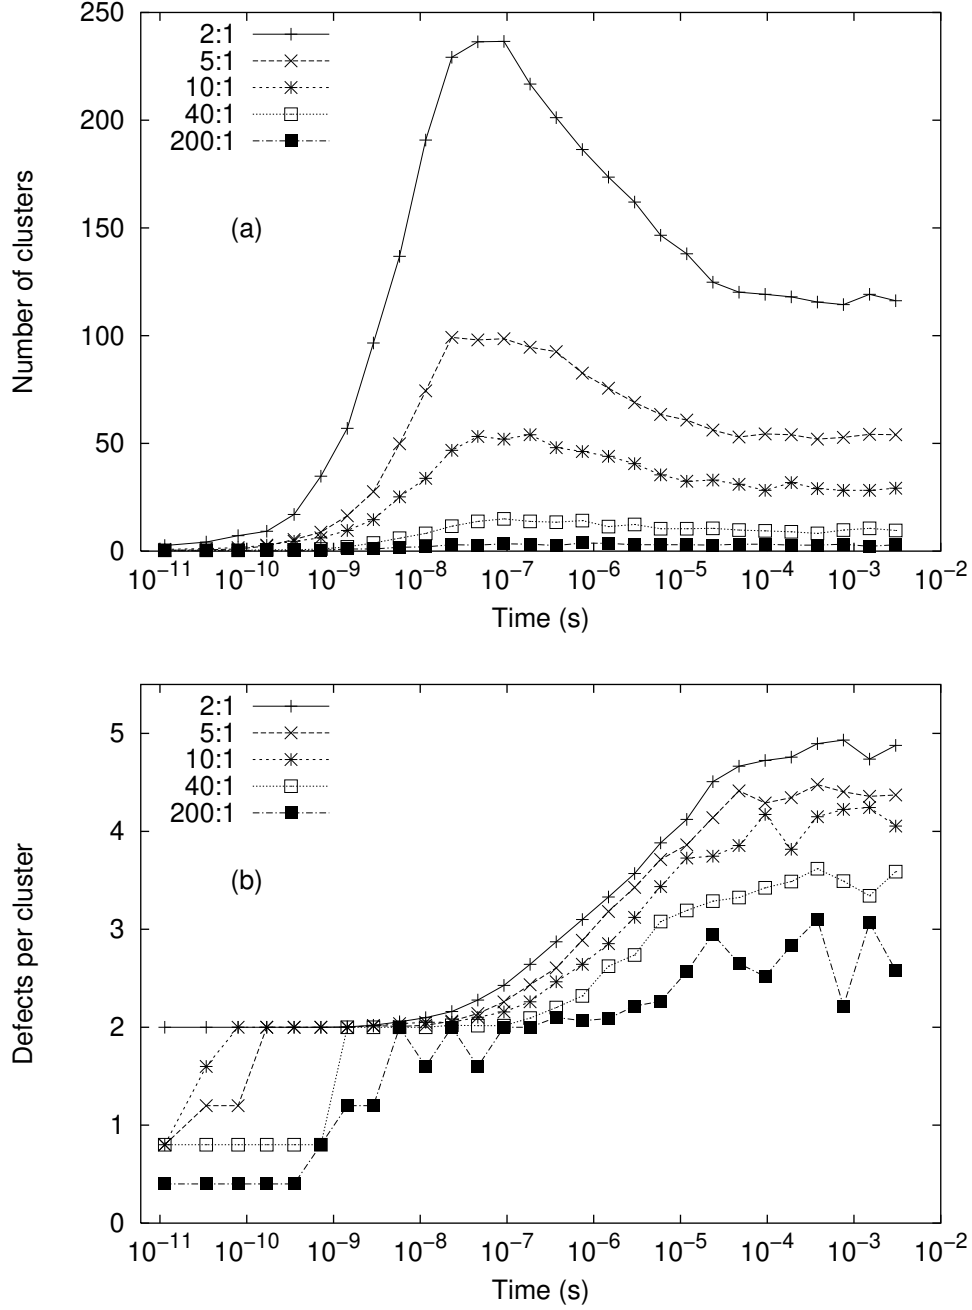 250
200
150
100
50
0
Number of clusters
2:1
5:1
10:1
40:1
200:1
(a)
10⁻¹¹ 10⁻¹⁰ 10⁻⁹ 10⁻⁸ 10⁻⁷ 10⁻⁶ 10⁻⁵ 10⁻⁴ 10⁻³ 10⁻²
Time (s)
5
4
3
2
1
0
Defects per cluster
2:1
5:1
10:1
40:1
200:1
(b)
10⁻¹¹ 10⁻¹⁰ 10⁻⁹ 10⁻⁸ 10⁻⁷ 10⁻⁶ 10⁻⁵ 10⁻⁴ 10⁻³ 10⁻²
Time (s)